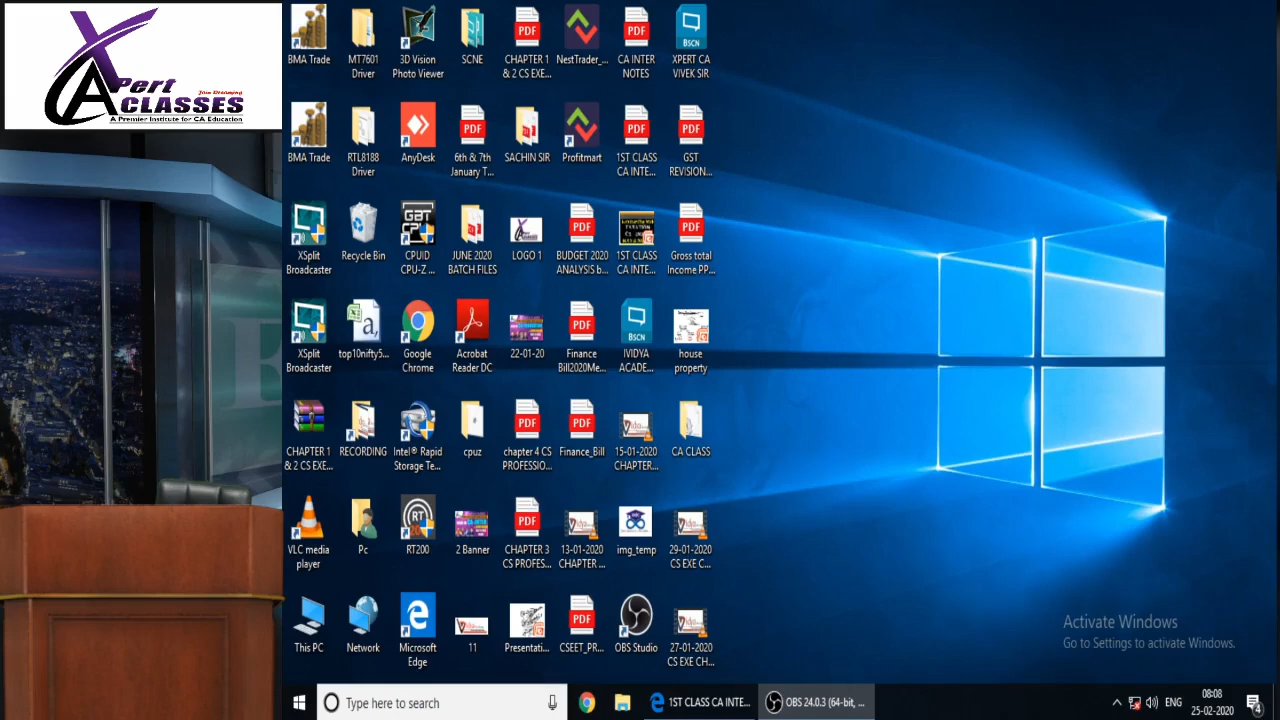 XPert
CA
CLASSES
A Premier Institute for CA Education
BMA Trade
MT7601
Driver
3D Vision
Photo Viewer
SCNE
CHAPTER 1
& 2 CS EXE...
NestTrader_...
CA INTER
NOTES
XPERT CA
VIVEK SIR
BMA Trade
RTL8188
Driver
AnyDesk
6th & 7th
January T...
SACHIN SIR
Profitmart
1ST CLASS
CA INTE...
GST
REVISION...
XSplit
Broadcaster
Recycle Bin
CPUID
CPU-Z ...
JUNE 2020
BATCH FILES
LOGO 1
BUDGET 2020
ANALYSIS b...
1ST CLASS
CA INTE...
Gross total
Income PP...
XSplit
Broadcaster
top10nifty5...
Google
Chrome
Acrobat
Reader DC
22-01-20
Finance
Bill2020Me...
IVIDYA
ACADE...
house
property
CHAPTER 1
& 2 CS EXE...
RECORDING
Intel® Rapid
Storage Te...
cpuz
chapter 4 CS
PROFESSIO...
Finance_Bill
15-01-2020
CHAPTER...
CA CLASS
VLC media
player
Pc
RT200
2 Banner
CHAPTER 3
CS PROFES...
13-01-2020
CHAPTER ...
img_temp
29-01-2020
CS EXE C...
This PC
Network
Microsoft
Edge
11
Presentati...
CSEET_PR...
OBS Studio
27-01-2020
CS EXE CH...
Activate Windows
Go to Settings to activate Windows.
Type here to search
1ST CLASS CA INTE...
OBS 24.0.3 (64-bit, ...
ENG
08:08
25-02-2020